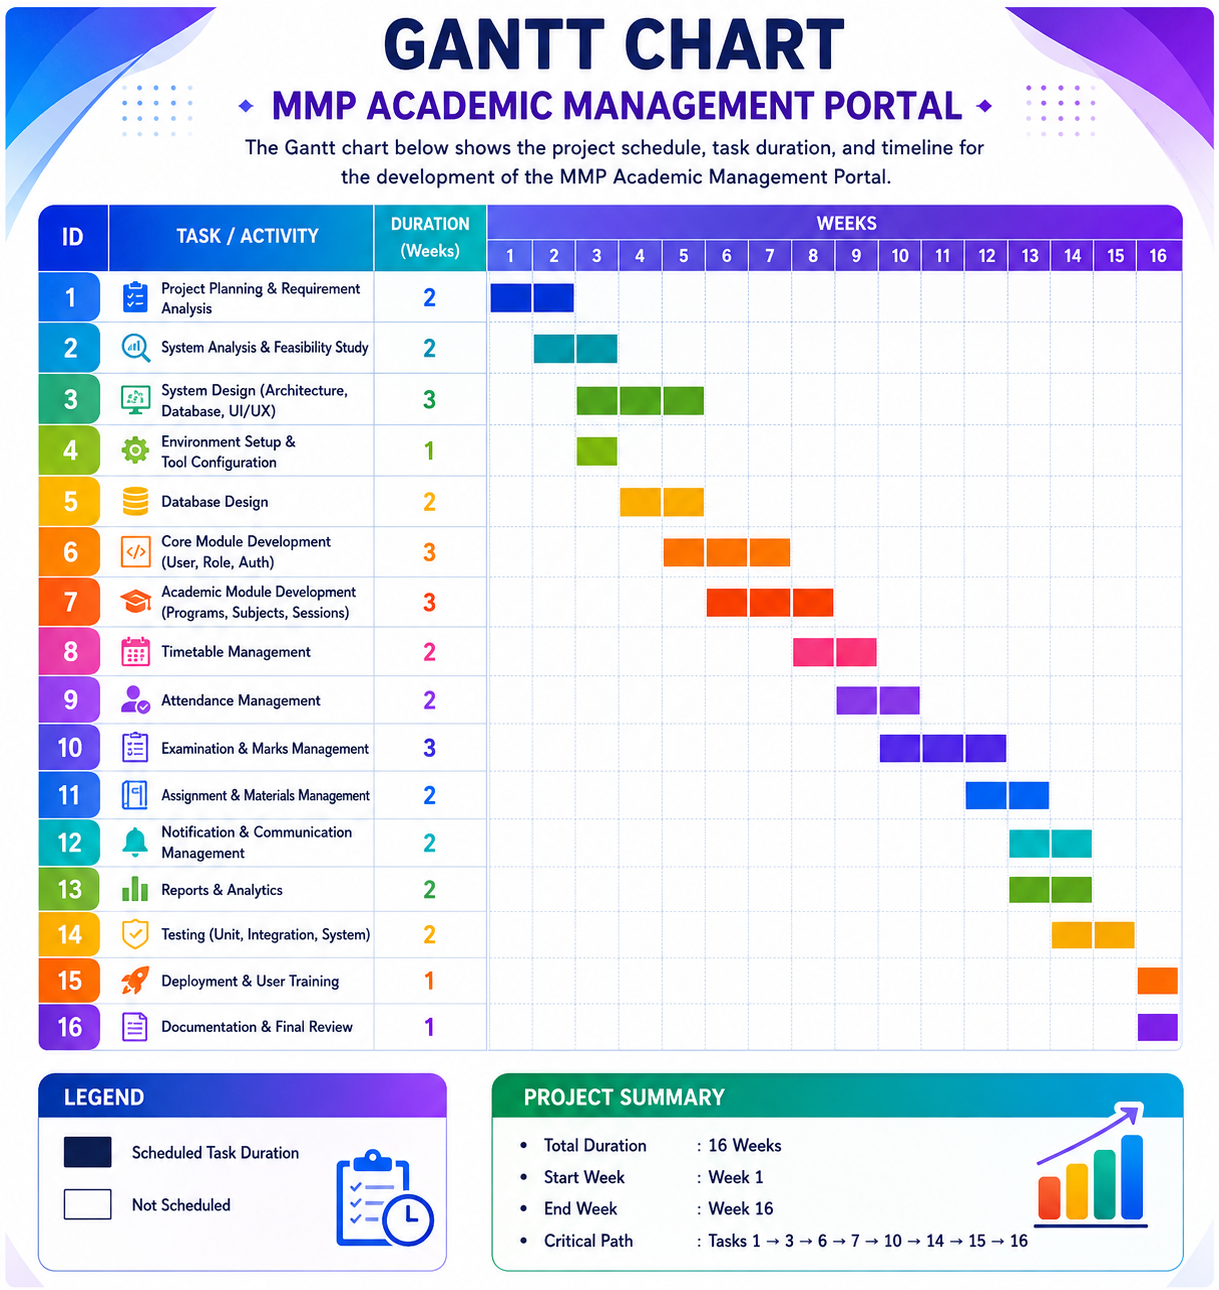 GANTT CHART
MMP ACADEMIC MANAGEMENT PORTAL
The Gantt chart below shows the project schedule, task duration, and timeline for
the development of the MMP Academic Management Portal.
ID TASK / ACTIVITY DURATION (Weeks) WEEKS
1 2 3 4 5 6 7 8 9 10 11 12 13 14 15 16
1 Project Planning & Requirement 2
Analysis
2 System Analysis & Feasibility Study 2
3 System Design (Architecture, 3
Database, UI/UX)
4 Environment Setup & 1
Tool Configuration
5 Database Design 2
6 Core Module Development 3
(User, Role, Auth)
7 Academic Module Development 3
(Programs, Subjects, Sessions)
8 Timetable Management 2
9 Attendance Management 2
10 Examination & Marks Management 3
11 Assignment & Materials Management 2
12 Notification & Communication 2
Management
13 Reports & Analytics 2
14 Testing (Unit, Integration, System) 2
15 Deployment & User Training 1
16 Documentation & Final Review 1
LEGEND
Scheduled Task Duration
Not Scheduled
PROJECT SUMMARY
• Total Duration : 16 Weeks
• Start Week : Week 1
• End Week : Week 16
• Critical Path : Tasks 1 → 3 → 6 → 7 → 10 → 14 → 15 → 16